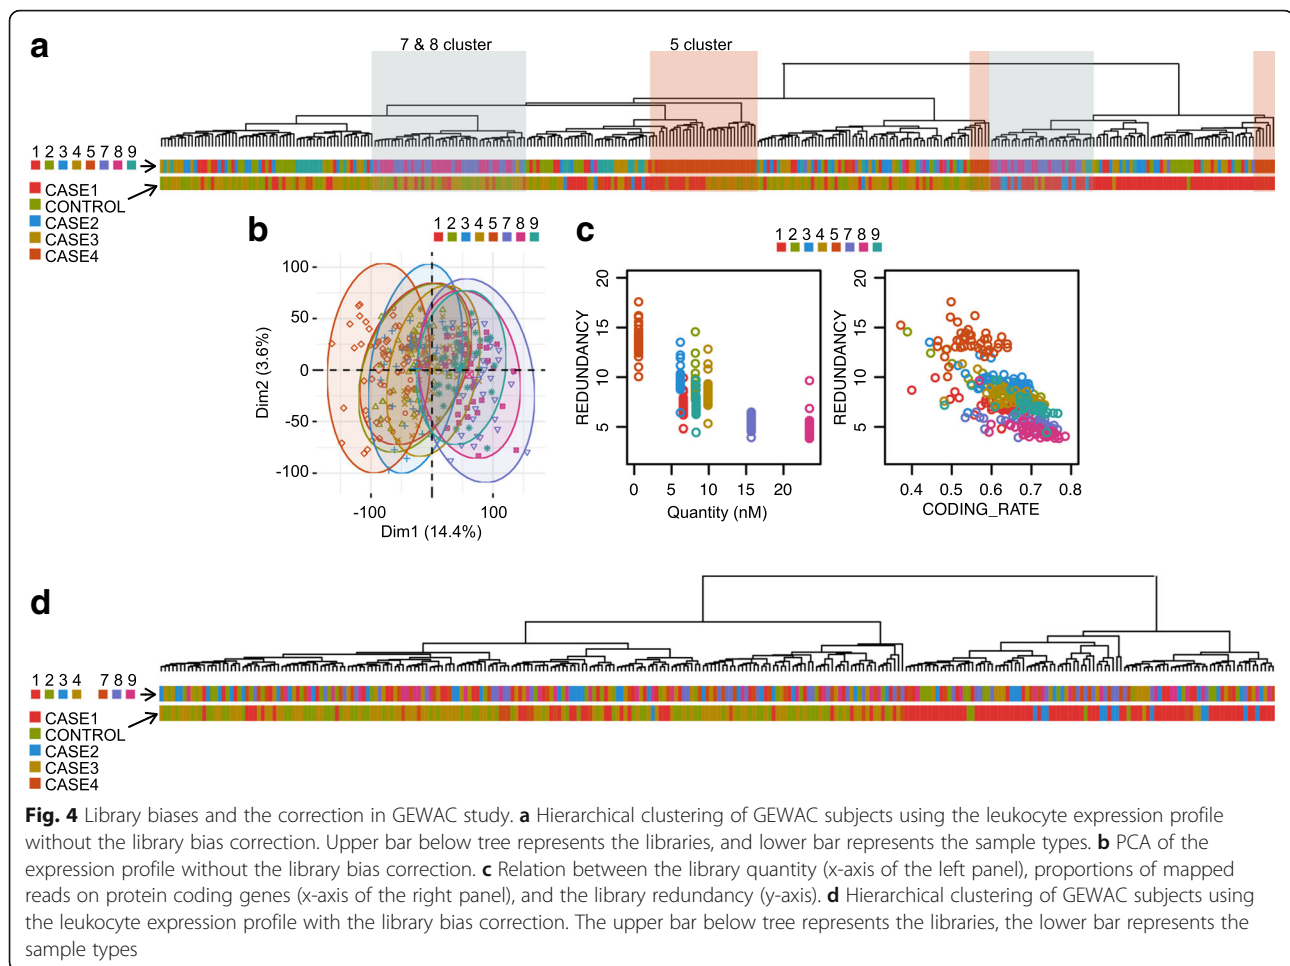 a
7 & 8 cluster
5 cluster
1 2 3 4 5 7 8 9
CASE1
CONTROL
CASE2
CASE3
CASE4
b
1 2 3 4 5 7 8 9
100
50
0
-50
-100
Dim2 (3.6%)
-100
100
Dim1 (14.4%)
c
1 2 3 4 5 7 8 9
20
15
10
5
REDUNDANCY
0 5 10 15 20
Quantity (nM)
20
15
10
5
REDUNDANCY
0.4 0.5 0.6 0.7 0.8
CODING_RATE
d
1 2 3 4 7 8 9
CASE1
CONTROL
CASE2
CASE3
CASE4
Fig. 4 Library biases and the correction in GEWAC study. a Hierarchical clustering of GEWAC subjects using the leukocyte expression profile
without the library bias correction. Upper bar below tree represents the libraries, and lower bar represents the sample types. b PCA of the
expression profile without the library bias correction. c Relation between the library quantity (x-axis of the left panel), proportions of mapped
reads on protein coding genes (x-axis of the right panel), and the library redundancy (y-axis). d Hierarchical clustering of GEWAC subjects using
the leukocyte expression profile with the library bias correction. The upper bar below tree represents the libraries, the lower bar represents the
sample types